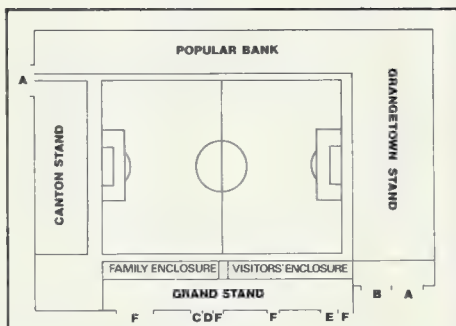 POPULAR BANK
A
CANTON STAND
GRANGETOWN STAND
FAMILY ENCLOSURE VISITORS' ENCLOSURE
GRAND STAND
B A
F C D F F E F